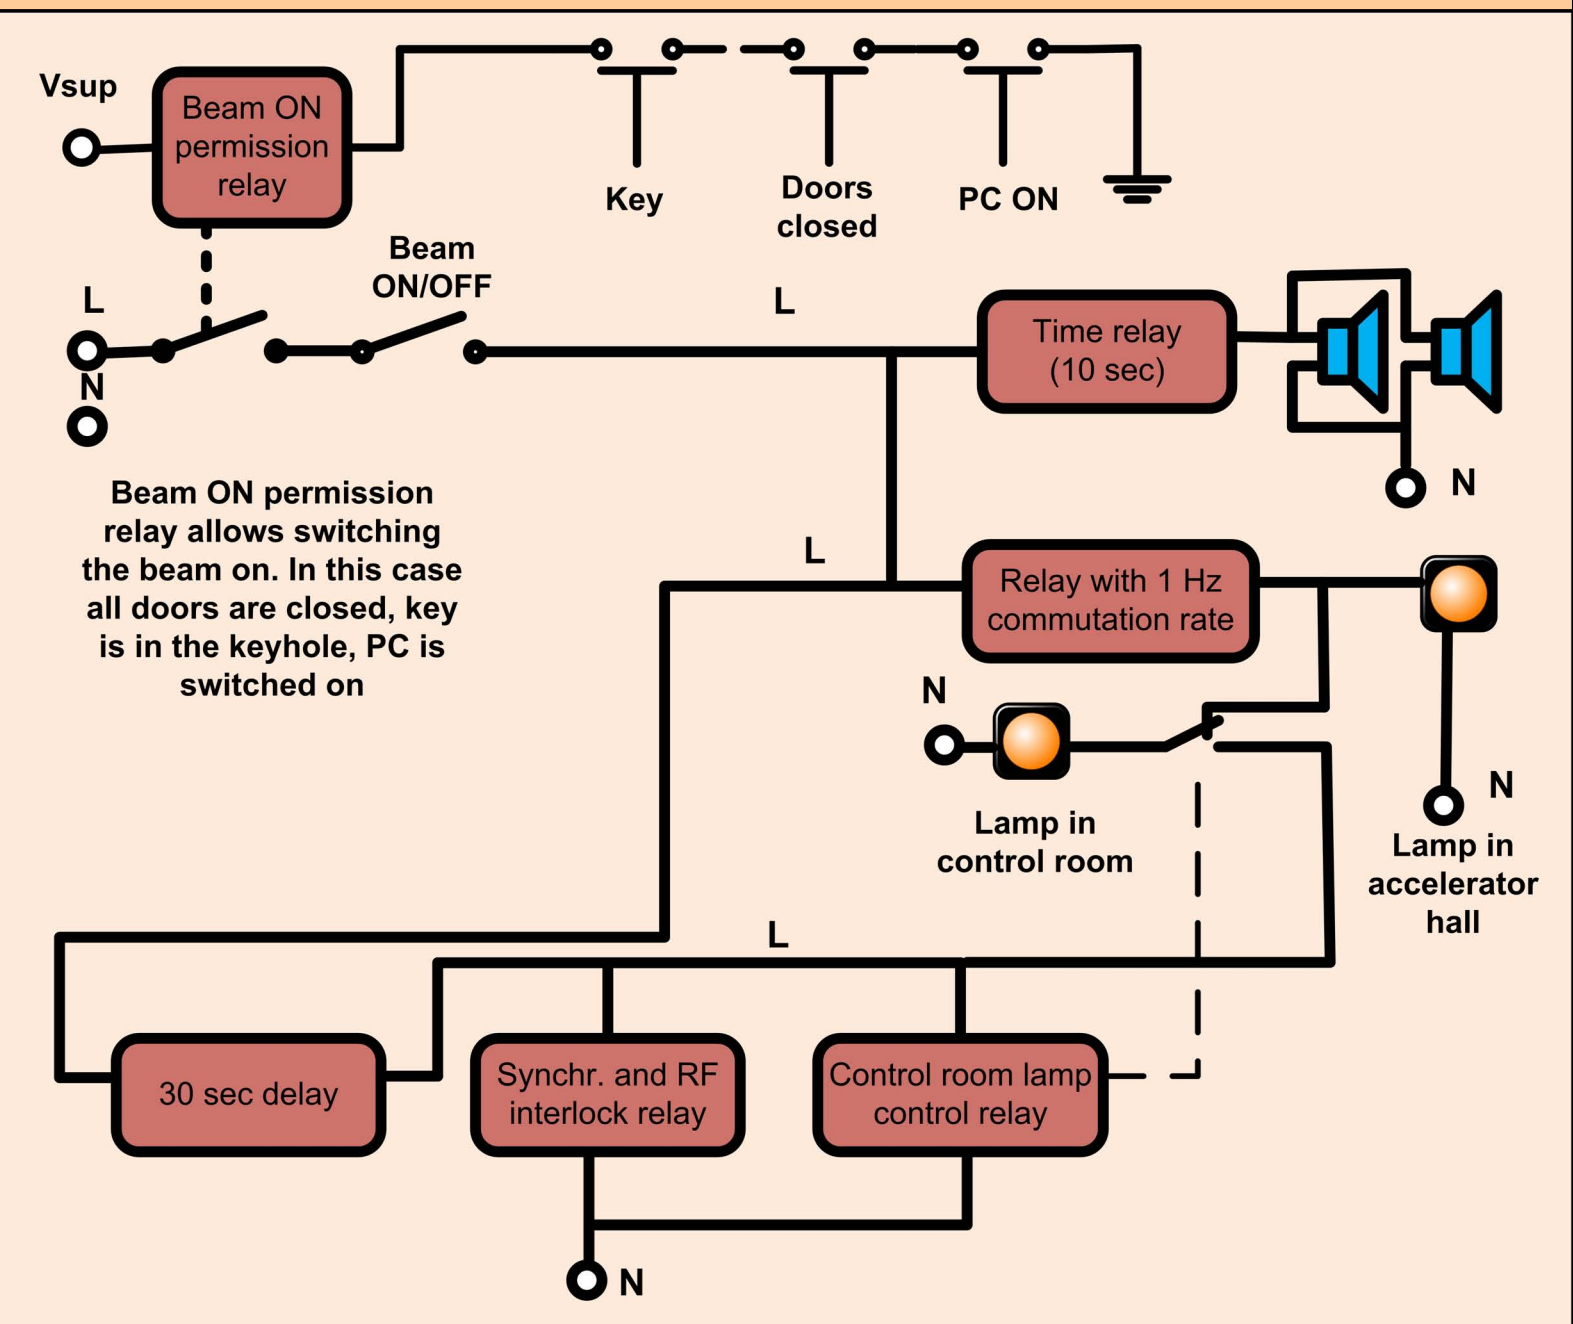 Vsup
Beam ON
permission
relay
Key
Doors
closed
PC ON
Beam
ON/OFF
L
N
L
Time relay
(10 sec)
N
Beam ON permission
relay allows switching
the beam on. In this case
all doors are closed, key
is in the keyhole, PC is
switched on
L
Relay with 1 Hz
commutation rate
N
Lamp in
control room
N
Lamp in
accelerator
hall
L
30 sec delay
Synchr. and RF
interlock relay
Control room lamp
control relay
N